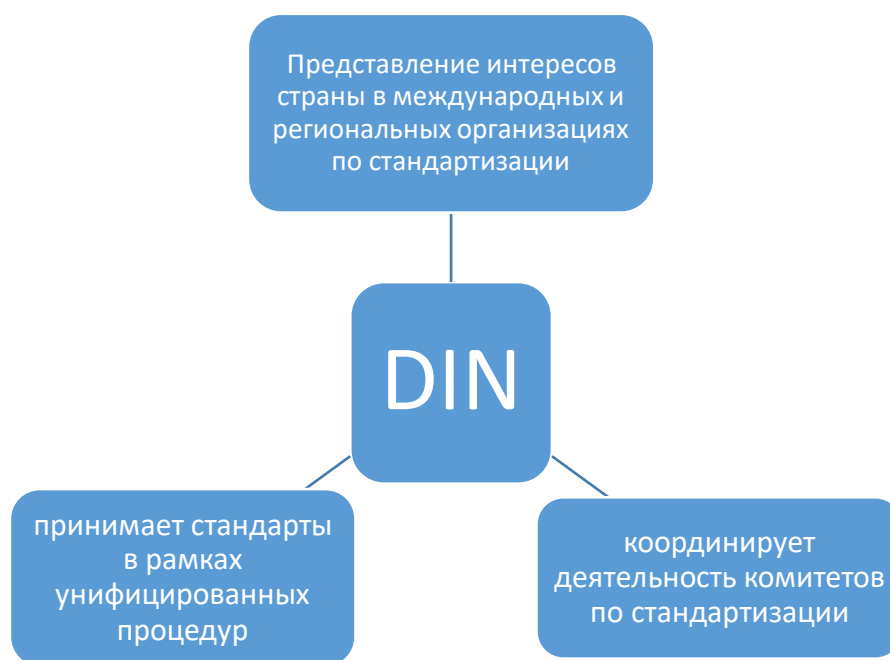 Представление интересов
страны в международных и
региональных организациях
по стандартизации
DIN
принимает стандарты
в рамках
унифицированных
процедур
координирует
деятельность комитетов
по стандартизации